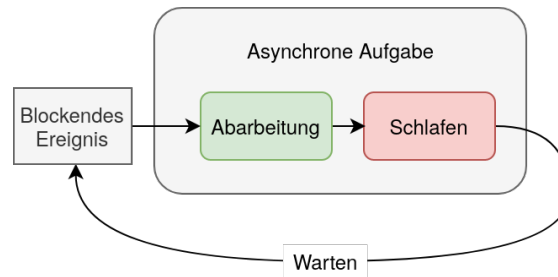 Asynchrone Aufgabe
Blockendes
Ereignis
Abarbeitung
Schlafen
Warten